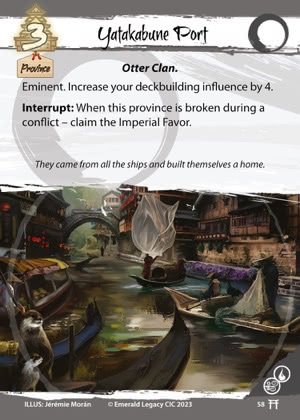 3
Yatakabune Port
Province
Otter Clan.
Eminent. Increase your deckbuilding influence by 4.
Interrupt: When this province is broken during a
conflict – claim the Imperial Favor.
They came from all the ships and built themselves a home.
ILLUS: Jérémie Morán © Emerald Legacy CIC 2023 58